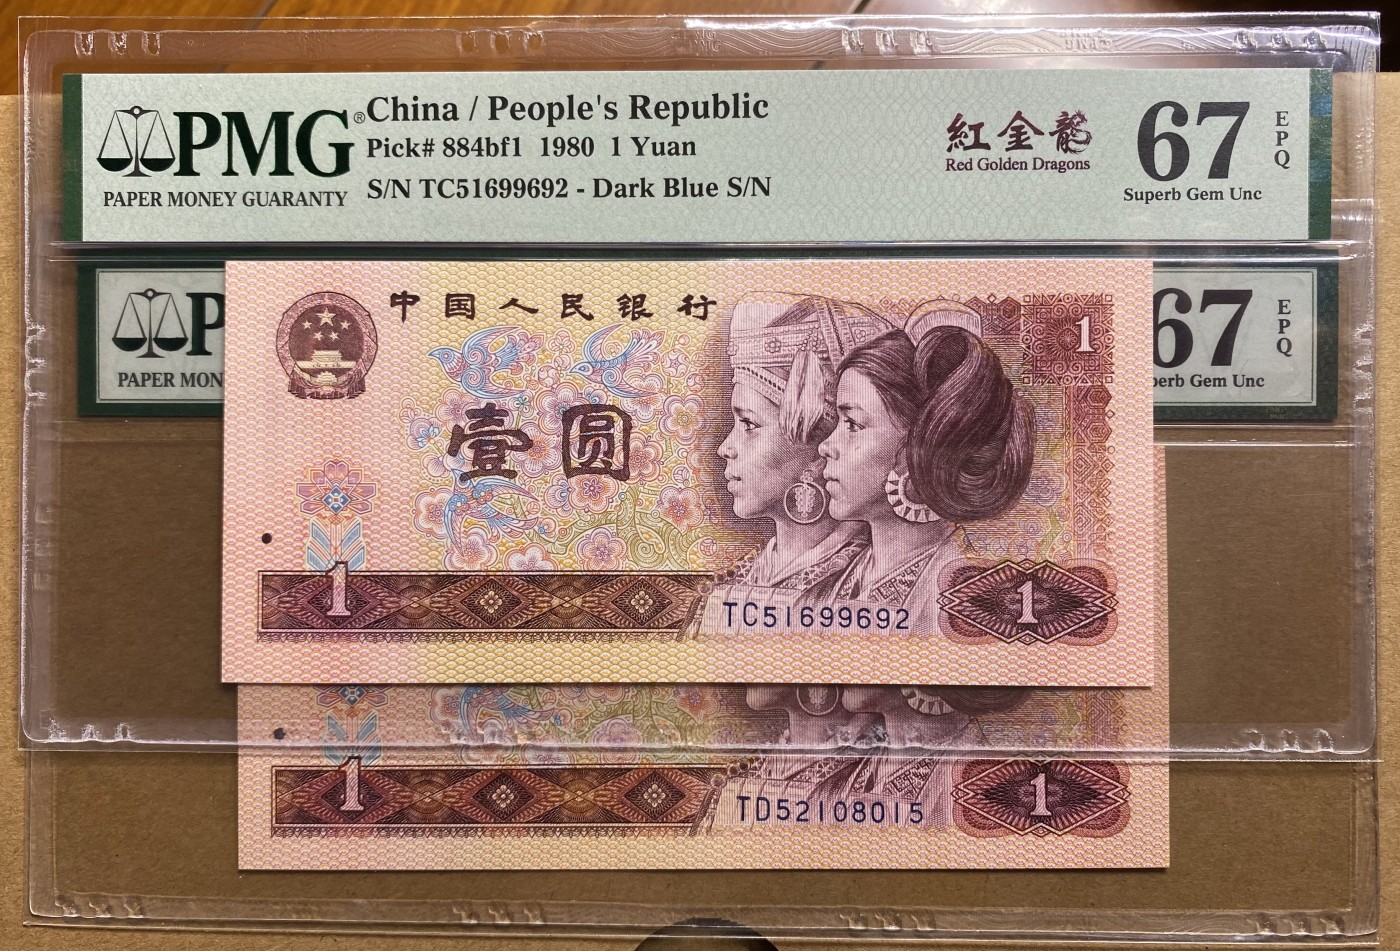 PMG®
PAPER MONEY GUARANTY
China / People's Republic
Pick# 884bf1 1980 1 Yuan
S/N TC51699692 - Dark Blue S/N
紅金龍
Red Golden Dragons
67
EPQ
Superb Gem Unc
P
PAPER MON
67
EPQ
perb Gem Unc
中国人民银行
1
壹圆
1
TC51699692
1
1
TD52108015
1